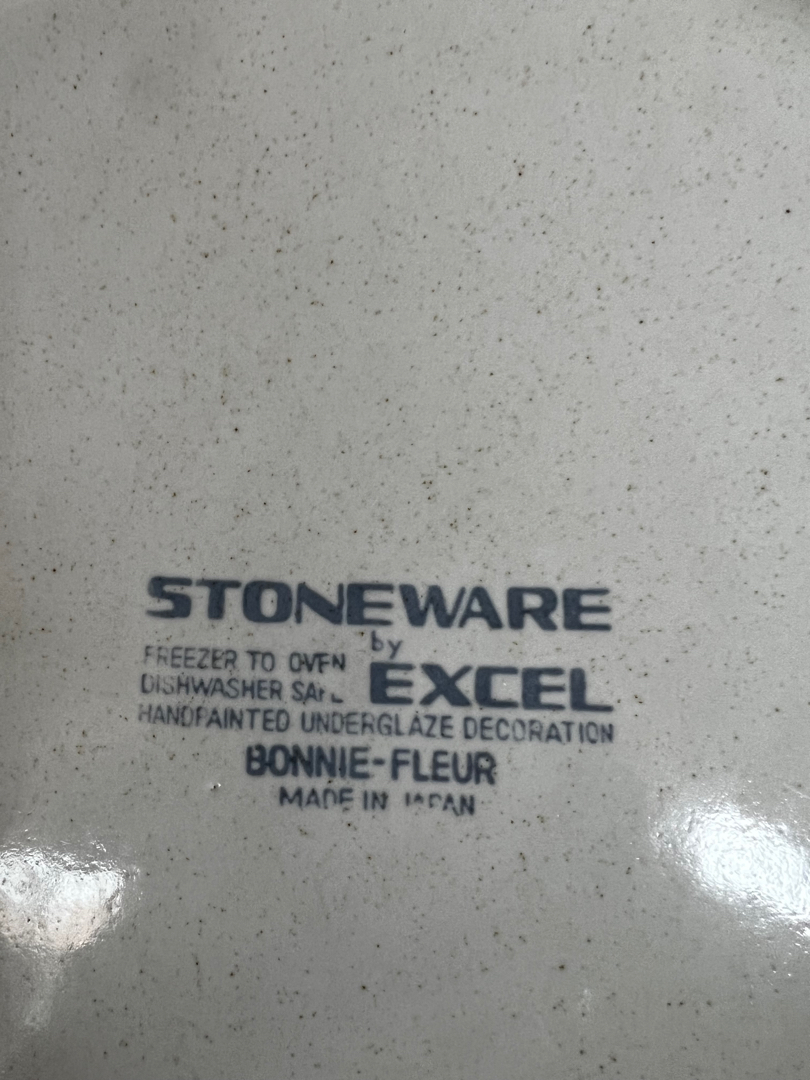 STONEWARE
by
FREEZER TO OVEN
DISHWASHER SAFE
EXCEL
HANDPAINTED UNDERGLAZE DECORATION
BONNIE-FLEUR
MADE IN JAPAN